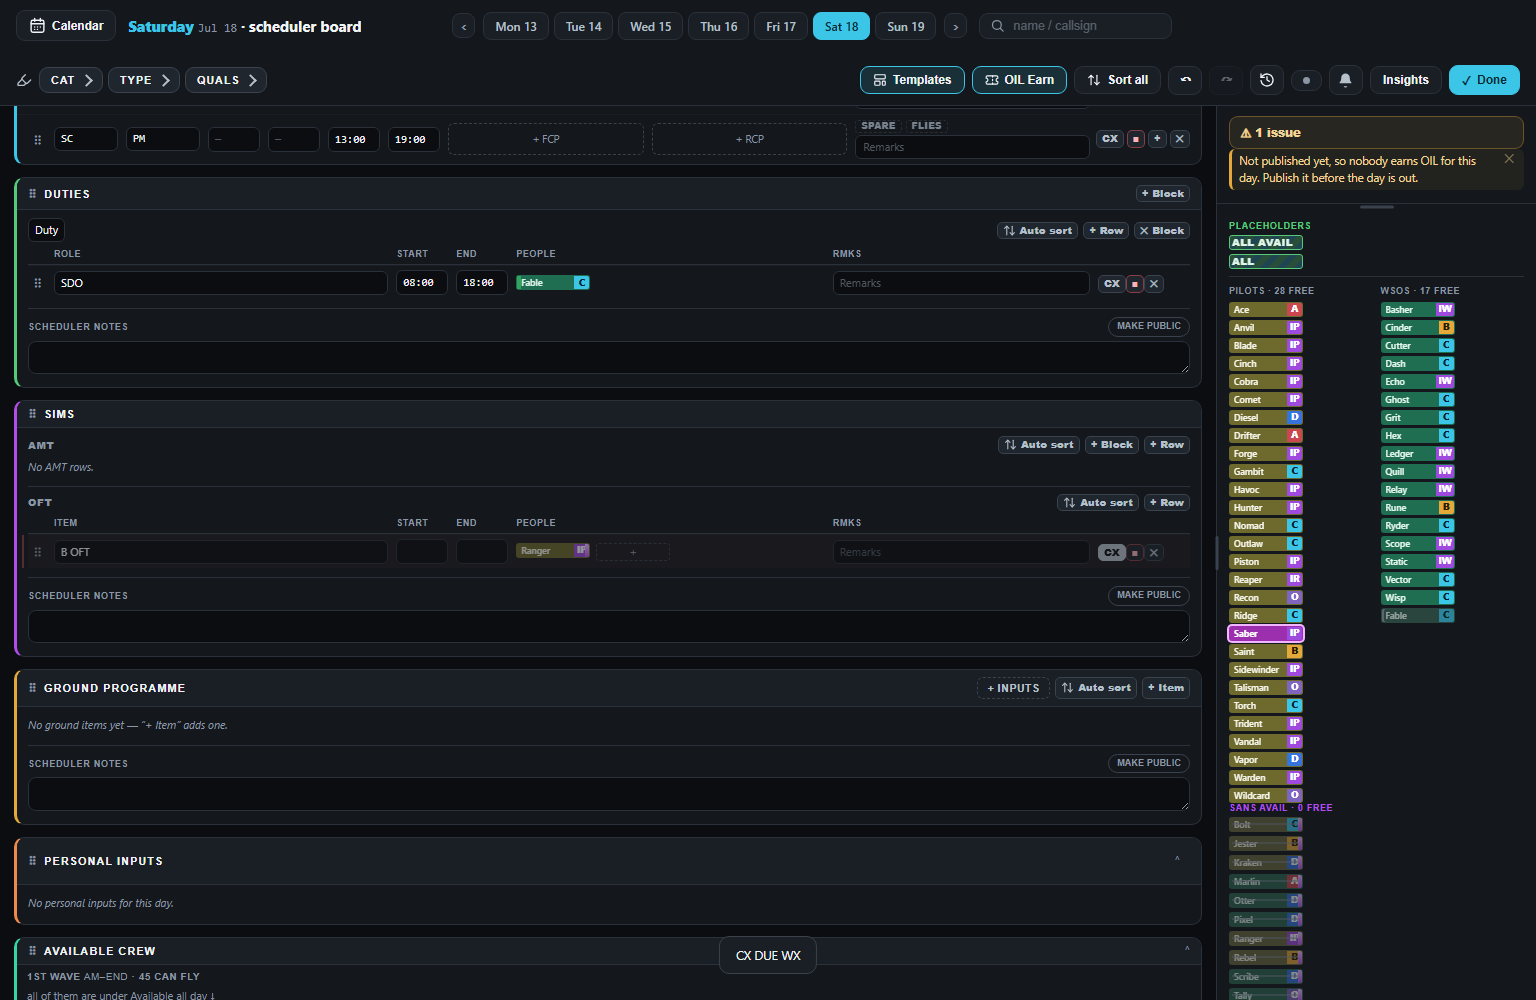 Calendar
Saturday Jul 18 · scheduler board
‹ Mon 13 Tue 14 Wed 15 Thu 16 Fri 17 Sat 18 Sun 19 ›
name / callsign
CAT TYPE QUALS
Templates OIL Earn Sort all Insights ✓ Done
SC PM – – 13:00 19:00 + FCP + RCP
SPARE FLIES
Remarks
CX ■ + ✕
DUTIES + Block
Duty Auto sort + Row ✕ Block
ROLE START END PEOPLE RMKS
SDO 08:00 18:00 Fable C Remarks CX ■ ✕
SCHEDULER NOTES MAKE PUBLIC
SIMS
AMT Auto sort + Block + Row
No AMT rows.
OFT Auto sort + Row
ITEM START END PEOPLE RMKS
B OFT Ranger IP + Remarks CX ■ ✕
SCHEDULER NOTES MAKE PUBLIC
GROUND PROGRAMME + INPUTS Auto sort + Item
No ground items yet — "+ Item" adds one.
SCHEDULER NOTES MAKE PUBLIC
PERSONAL INPUTS
No personal inputs for this day.
AVAILABLE CREW
1ST WAVE AM–END · 45 CAN FLY
all of them are under Available all day ↓
CX DUE WX
⚠ 1 issue
Not published yet, so nobody earns OIL for this
day. Publish it before the day is out.
PLACEHOLDERS
ALL AVAIL
ALL
PILOTS · 28 FREE
Ace A
Anvil IP
Blade IP
Cinch IP
Cobra IP
Comet IP
Diesel D
Drifter A
Forge IP
Gambit C
Havoc IP
Hunter IP
Nomad C
Outlaw C
Piston IP
Reaper IR
Recon O
Ridge C
Saber IP
Saint B
Sidewinder IP
Talisman O
Torch C
Trident IP
Vandal IP
Vapor D
Warden IP
Wildcard O
WSOS · 17 FREE
Basher IW
Cinder B
Cutter C
Dash C
Echo IW
Ghost C
Grit C
Hex C
Ledger IW
Quill IW
Relay IW
Rune B
Ryder C
Scope IW
Static IW
Vector C
Wisp C
Fable C
SANS AVAIL · 0 FREE
Bolt C
Jester B
Kraken D
Marlin A
Otter D
Pixel D
Ranger IP
Rebel B
Scribe D
Tally O